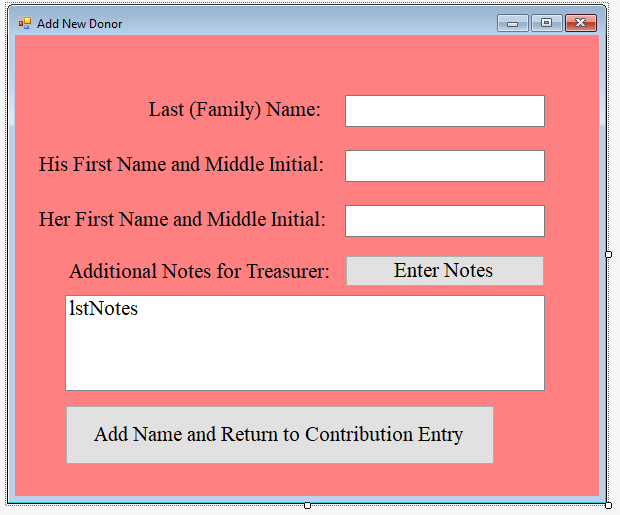 Add New Donor
Last (Family) Name:
His First Name and Middle Initial:
Her First Name and Middle Initial:
Additional Notes for Treasurer: Enter Notes
lstNotes
Add Name and Return to Contribution Entry